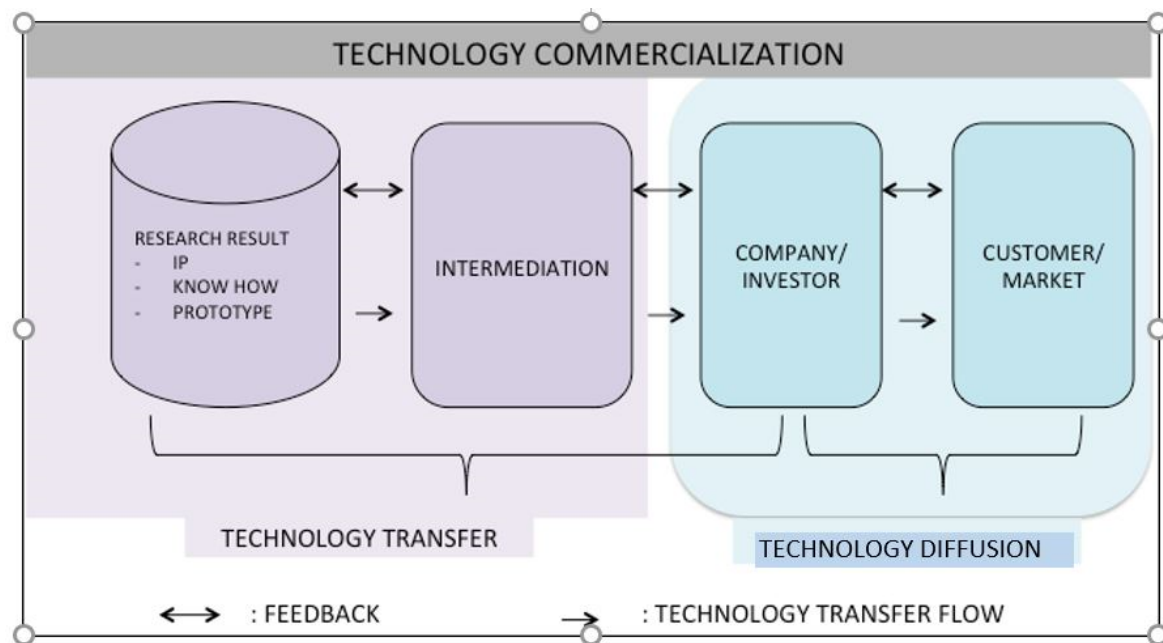 TECHNOLOGY COMMERCIALIZATION
RESEARCH RESULT
- IP
- KNOW HOW
- PROTOTYPE
INTERMEDIATION
COMPANY/
INVESTOR
CUSTOMER/
MARKET
TECHNOLOGY TRANSFER
TECHNOLOGY DIFFUSION
: FEEDBACK
: TECHNOLOGY TRANSFER FLOW